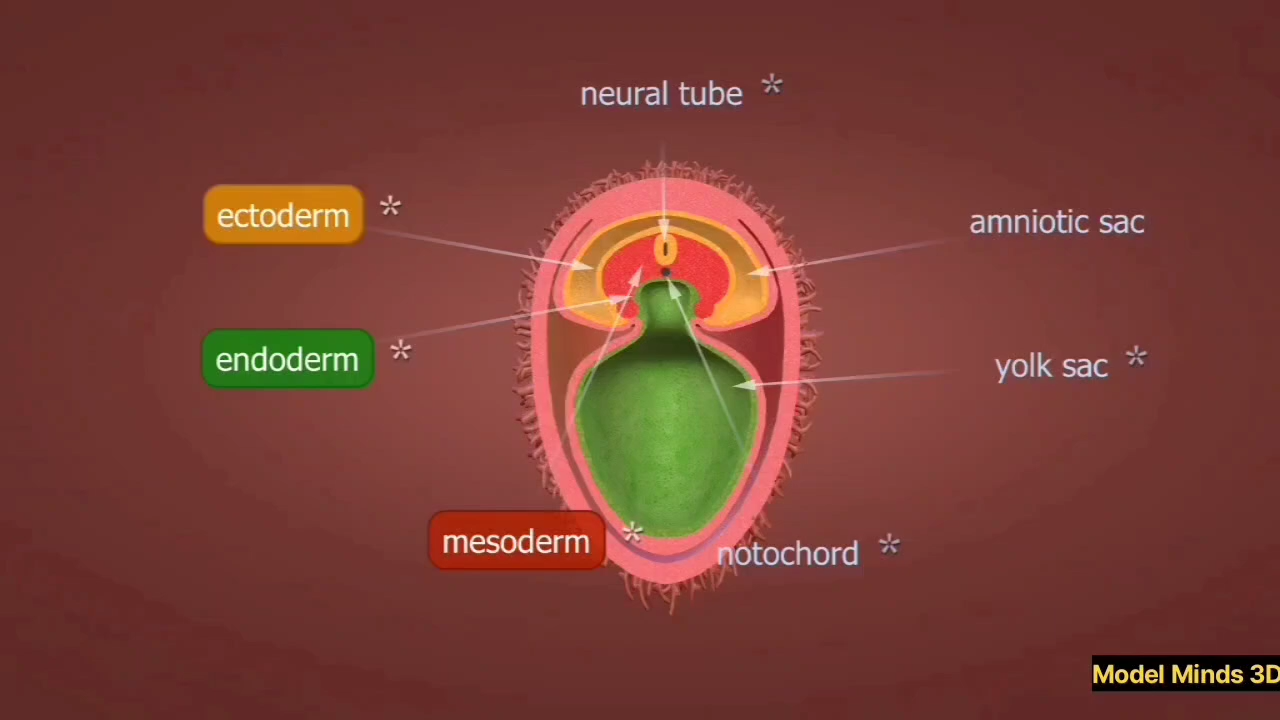 neural tube *
ectoderm *
amniotic sac
endoderm *
yolk sac *
mesoderm *
notochord *
Model Minds 3D